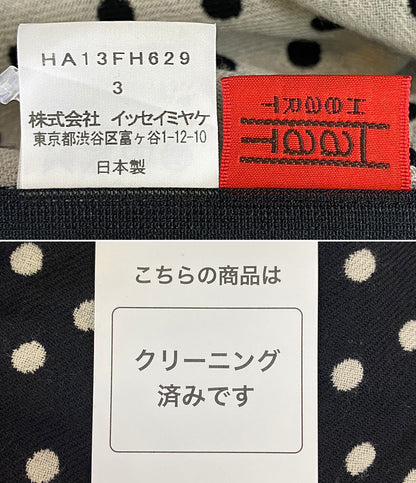 HA13FH629
3
株式会社 イッセイミヤケ
東京都渋谷区富ヶ谷1-12-10
日本製
HaaT
HeaRT
こちらの商品は
クリーニング
済みです